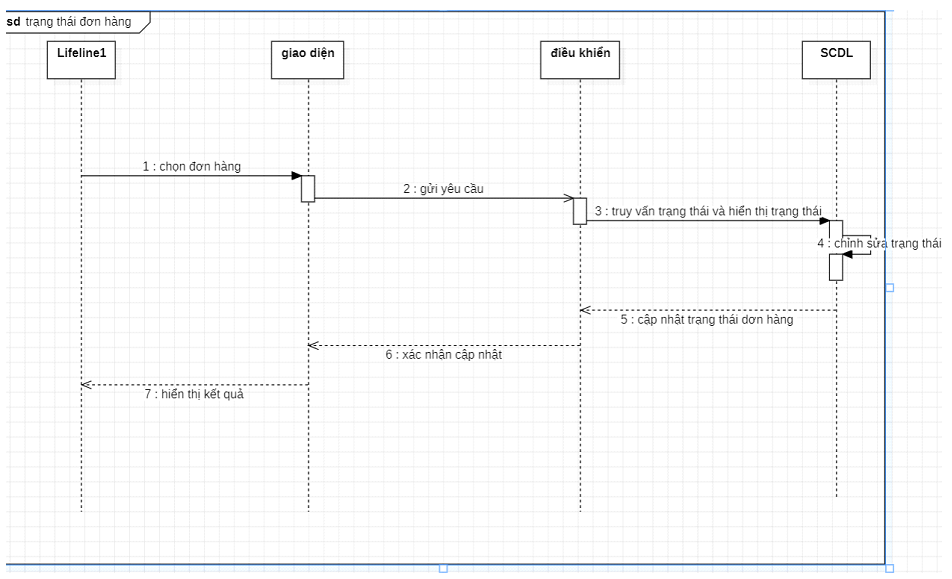 sd trạng thái đơn hàng
Lifeline1
giao diện
điều khiển
SCDL
1 : chọn đơn hàng
2 : gửi yêu cầu
3 : truy vấn trạng thái và hiển thị trạng thái
4 : chỉnh sửa trạng thái
5 : cập nhật trạng thái dơn hàng
6 : xác nhận cập nhật
7 : hiển thị kết quả